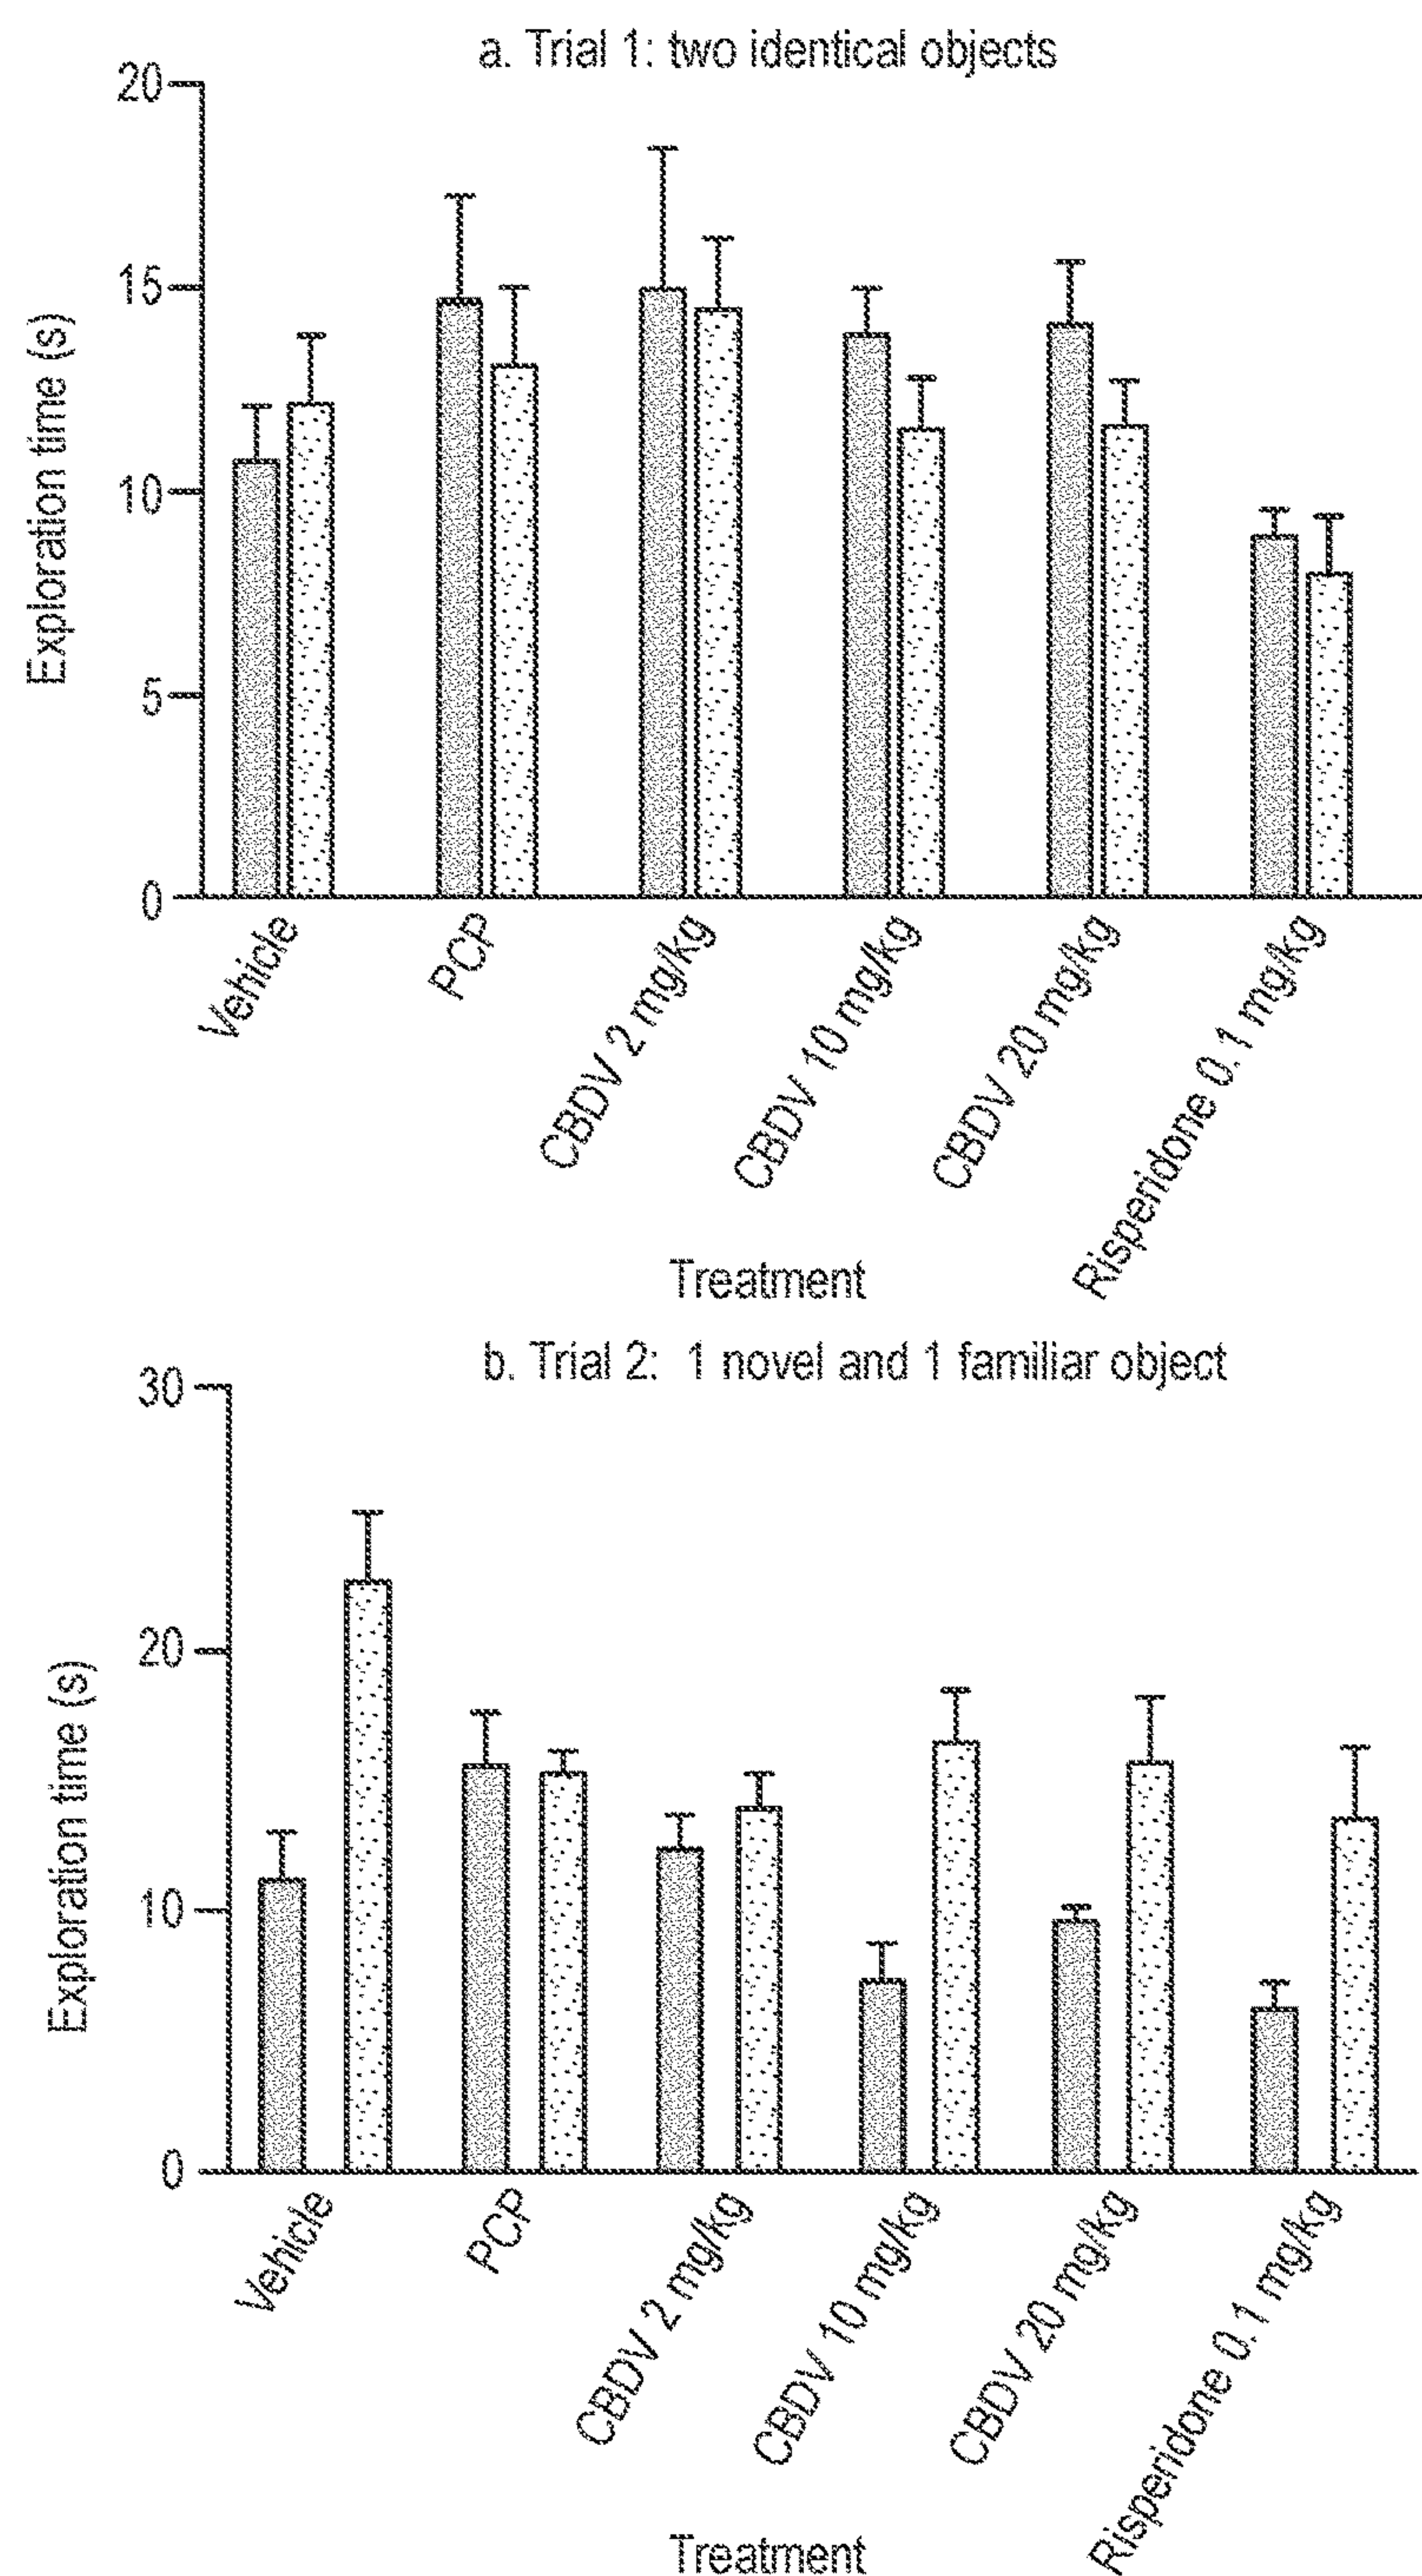 a. Trial 1: two identical objects
Exploration time (s)
20
15
10
5
0
Vehicle
PCP
CBDV 2 mg/kg
CBDV 10 mg/kg
CBDV 20 mg/kg
Risperidone 0.1 mg/kg
Treatment
b. Trial 2: 1 novel and 1 familiar object
Exploration time (s)
30
20
10
0
Vehicle
PCP
CBDV 2 mg/kg
CBDV 10 mg/kg
CBDV 20 mg/kg
Risperidone 0.1 mg/kg
Treatment